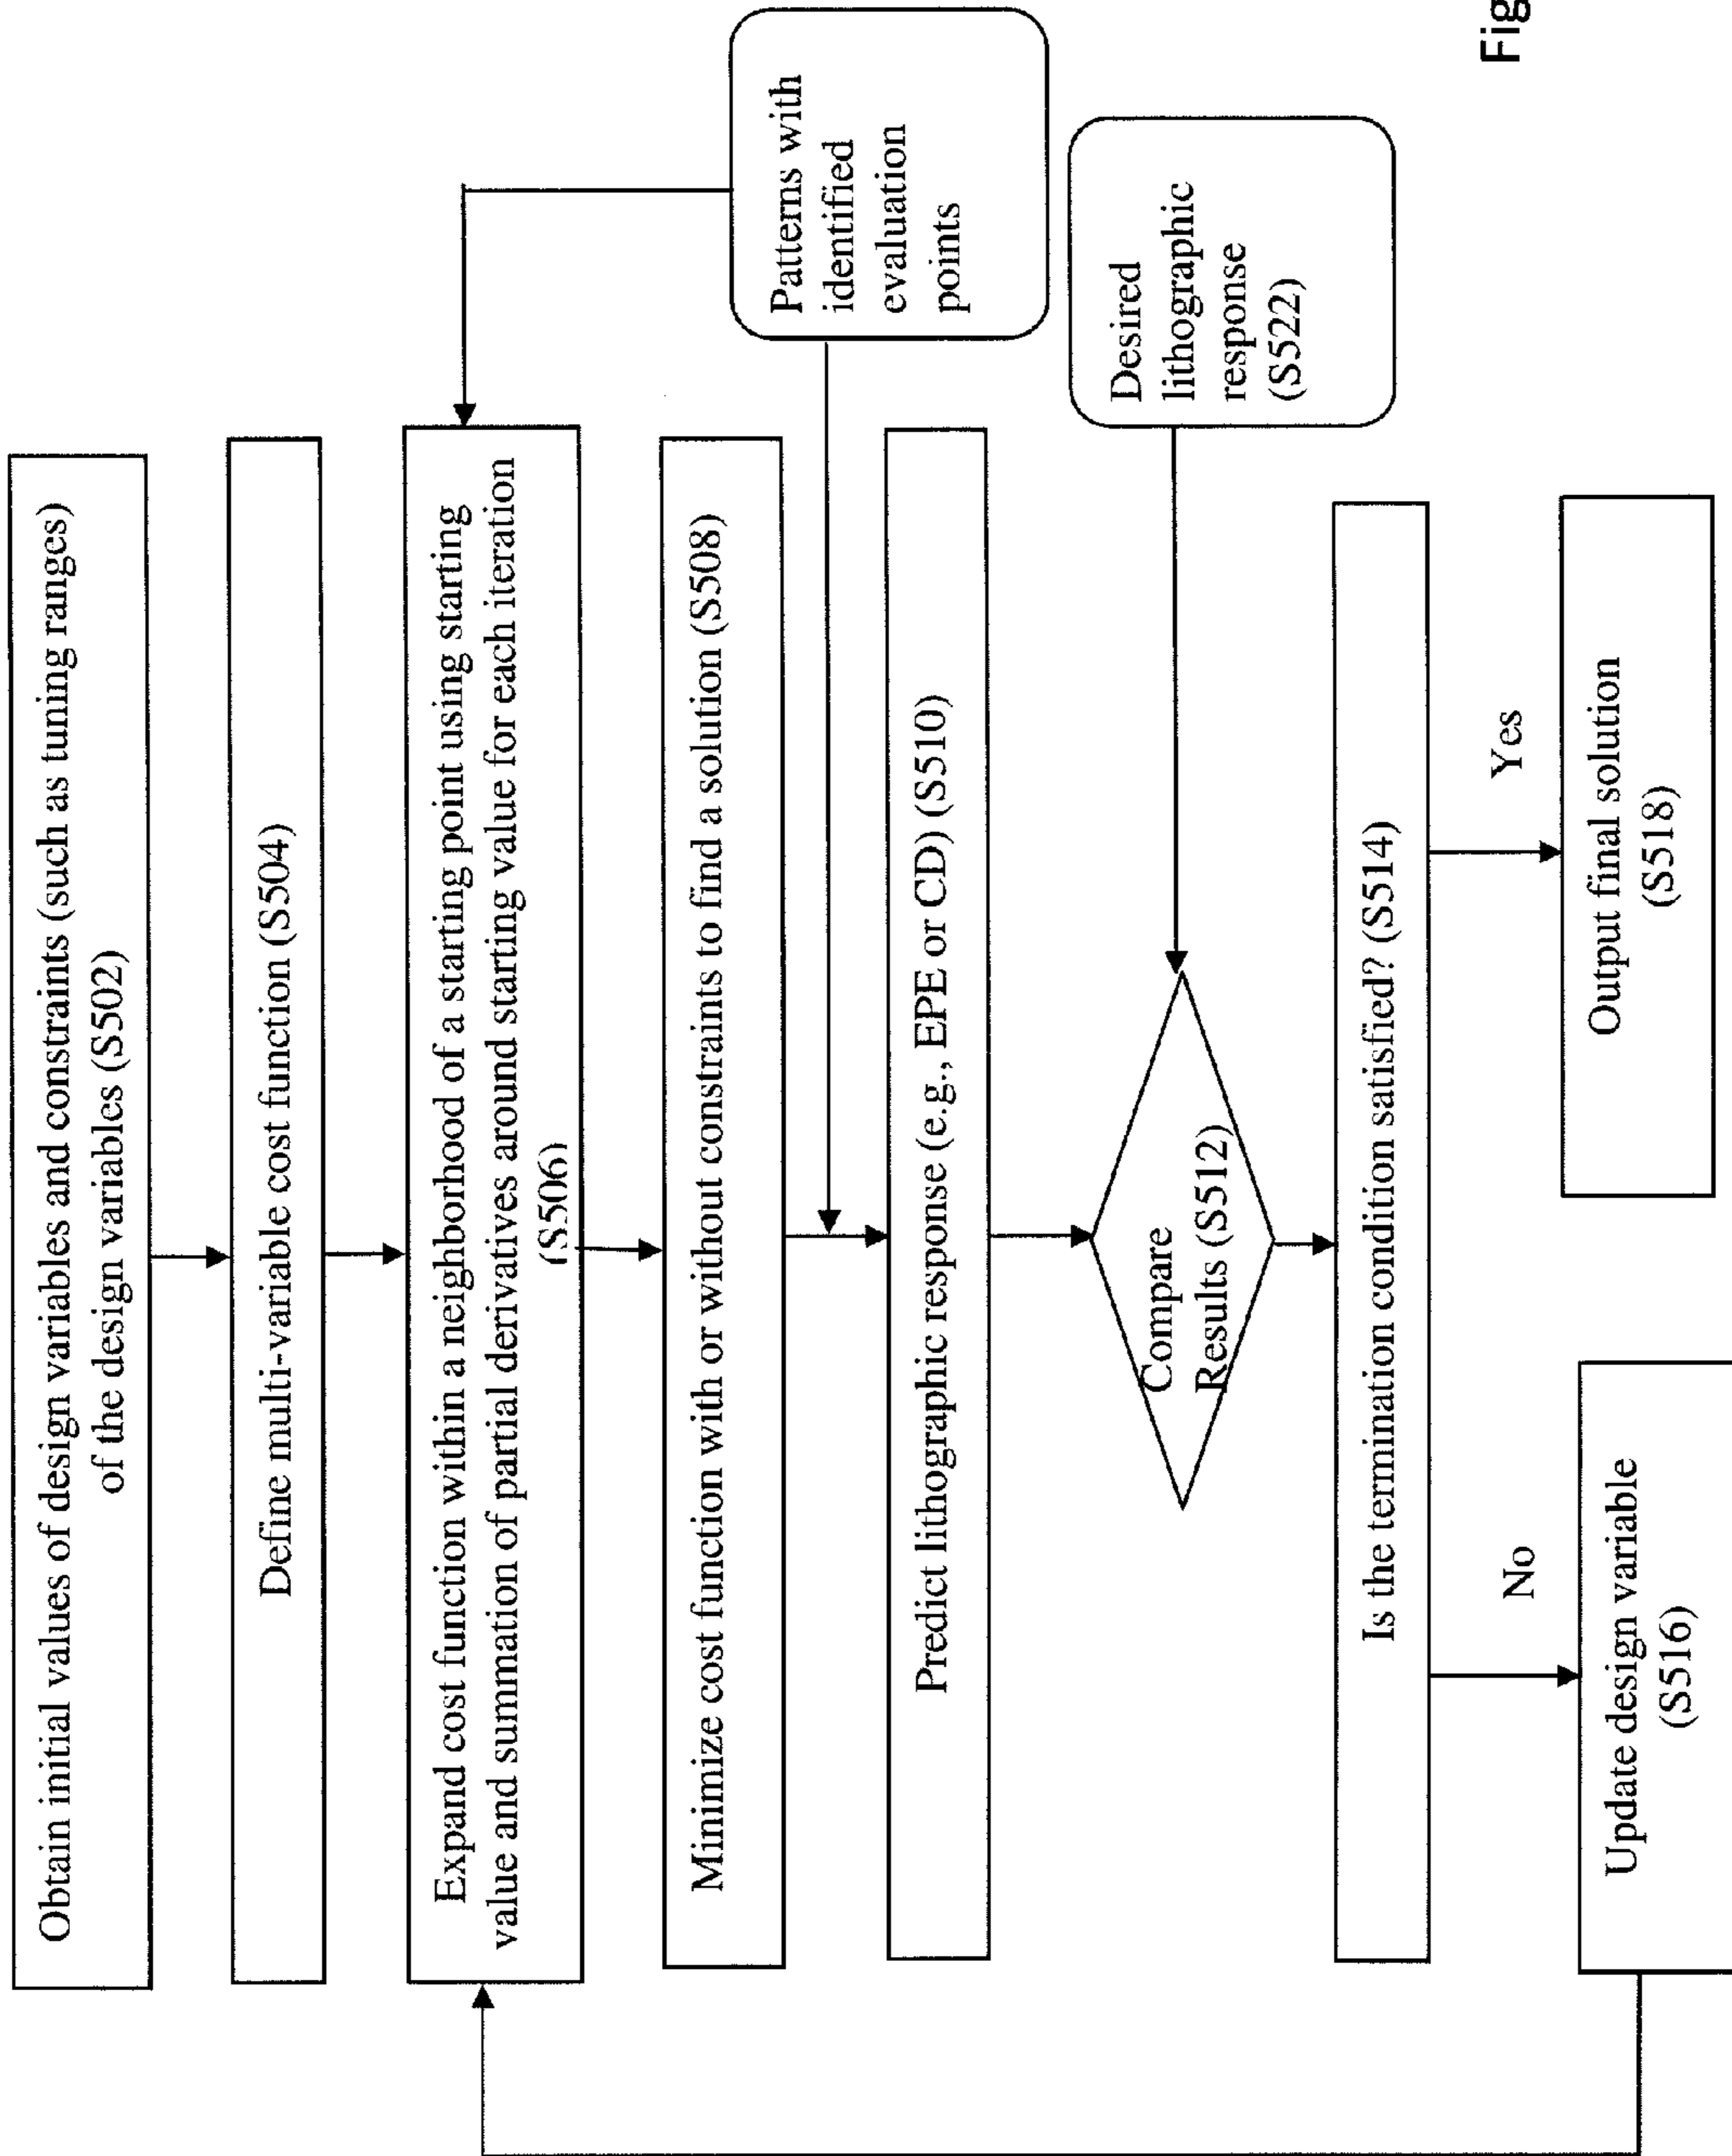 Obtain initial values of design variables and constraints (such as tuning ranges)
of the design variables (S502)
Define multi-variable cost function (S504)
Expand cost function within a neighborhood of a starting point using starting
value and summation of partial derivatives around starting value for each iteration
(S506)
Patterns with
identified
evaluation
points
Minimize cost function with or without constraints to find a solution (S508)
Predict lithographic response (e.g., EPE or CD) (S510)
Desired
lithographic
response
(S522)
Compare
Results (S512)
Is the termination condition satisfied? (S514)
No
Yes
Update design variable
(S516)
Output final solution
(S518)
Fig